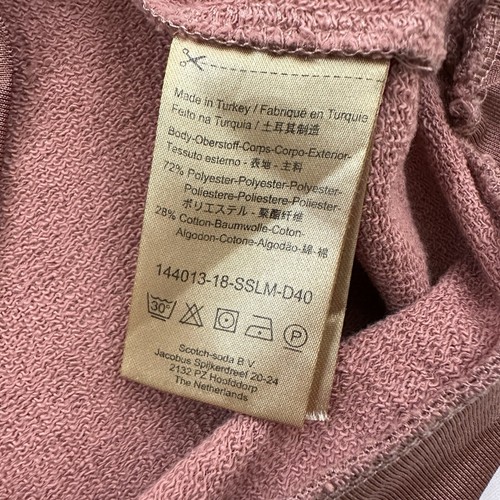 Made in Turkey / Fabriqué en Turquie
Feito na Turquia / 土耳其制造
Body-Oberstoff-Corps-Corpo-Exterior-
Tessuto esterno - 表地 - 主料
72% Polyester-Polyester-Polyester-
Poliestere-Poliestere-Poliester-
ポリエステル - 聚酯纤维
28% Cotton-Baumwolle-Coton-
Algodon-Cotone-Algodão-綿-棉
144013-18-SSLM-D40
30° P
Scotch-soda B.V.
Jacobus Spijkerdreef 20-24
2132 PZ Hoofddorp
The Netherlands